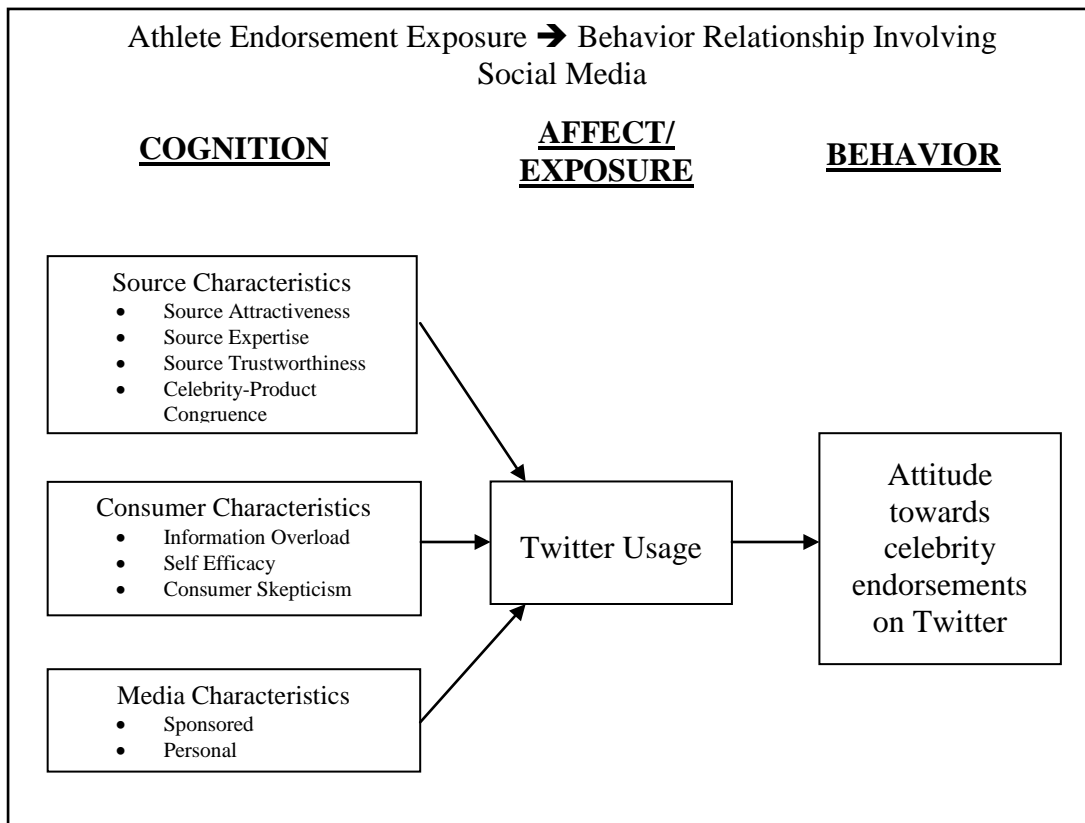 Athlete Endorsement Exposure ➔ Behavior Relationship Involving
Social Media
COGNITION
AFFECT/
EXPOSURE
BEHAVIOR
Source Characteristics
• Source Attractiveness
• Source Expertise
• Source Trustworthiness
• Celebrity-Product
Congruence
Consumer Characteristics
• Information Overload
• Self Efficacy
• Consumer Skepticism
Media Characteristics
• Sponsored
• Personal
Twitter Usage
Attitude
towards
celebrity
endorsements
on Twitter